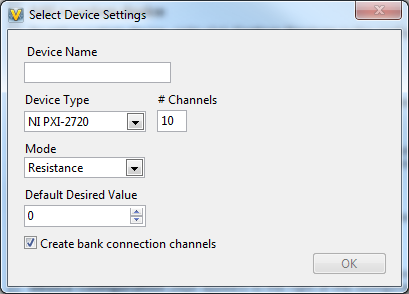 Select Device Settings
Device Name
Device Type
# Channels
NI PXI-2720
10
Mode
Resistance
Default Desired Value
0
Create bank connection channels
OK